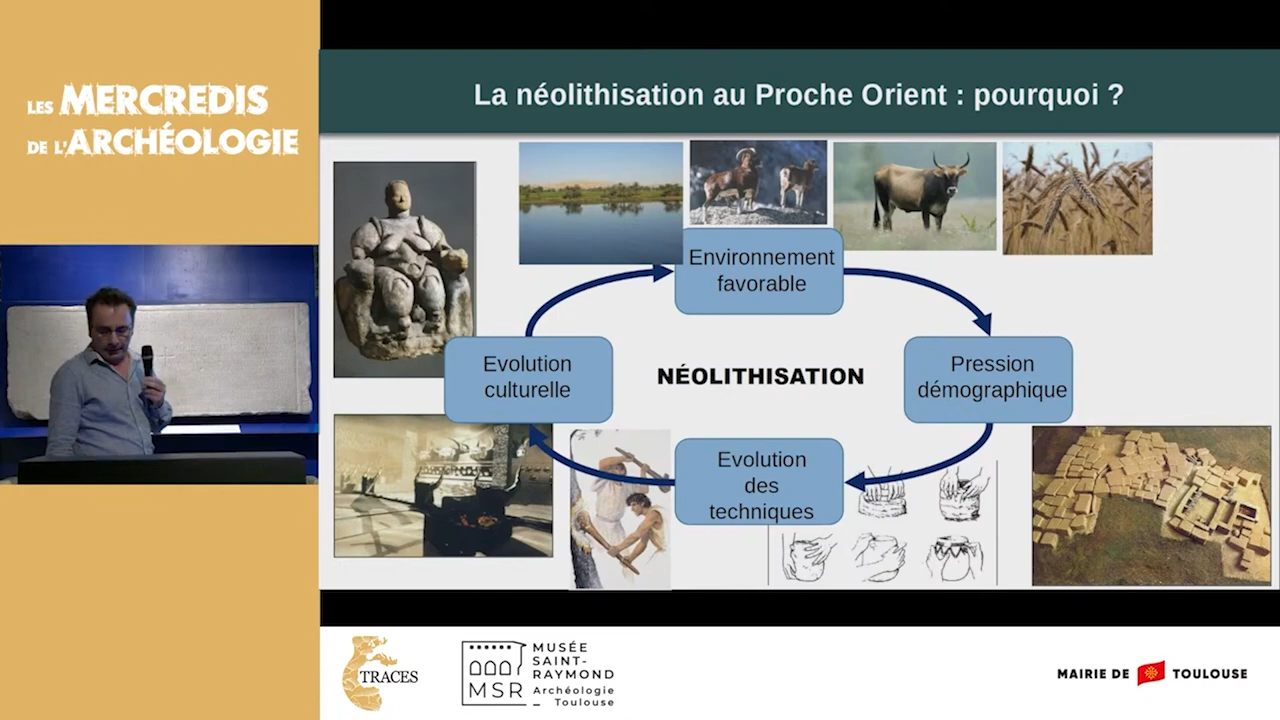 LES MERCREDIS
DE L'ARCHÉOLOGIE
La néolithisation au Proche Orient : pourquoi ?
Environnement
favorable
Evolution
culturelle
NÉOLITHISATION
Pression
démographique
Evolution
des
techniques
TRACES
MSR
MUSÉE
SAINT-
RAYMOND
Archéologie
Toulouse
MAIRIE DE TOULOUSE